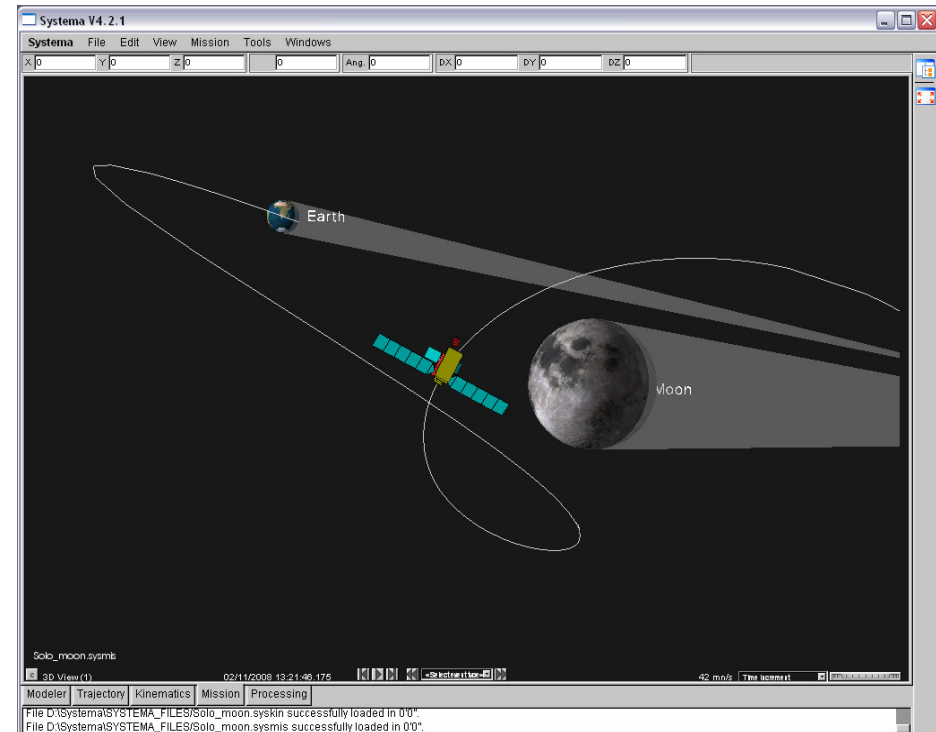 Systema V4.2.1
Systema File Edit View Mission Tools Windows
X 0 Y 0 Z 0 0 Ang. 0 DX 0 DY 0 DZ 0
Earth
Moon
Solo_moon.sysmis
c 3D View (1) 02/11/2008 13:21:46.175 42 mn/s Time Increment
Modeler Trajectory Kinematics Mission Processing
File D:\Systema\SYSTEMA_FILES/Solo_moon.syskin successfully loaded in 0'0".
File D:\Systema\SYSTEMA_FILES/Solo_moon.sysmis successfully loaded in 0'0".